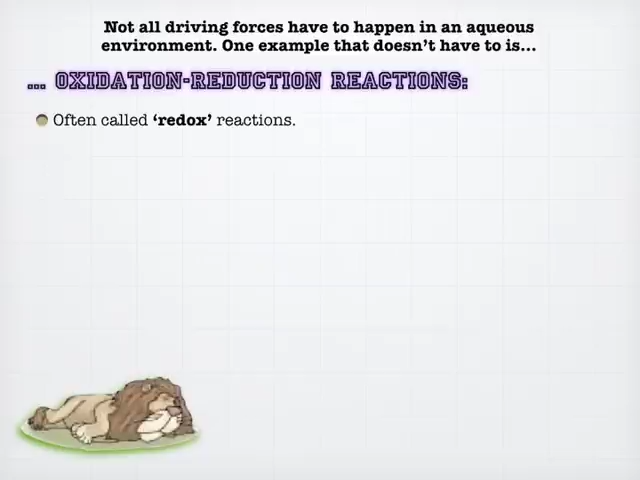 Not all driving forces have to happen in an aqueous
environment. One example that doesn't have to is...
... OXIDATION-REDUCTION REACTIONS:
Often called ‘redox’ reactions.